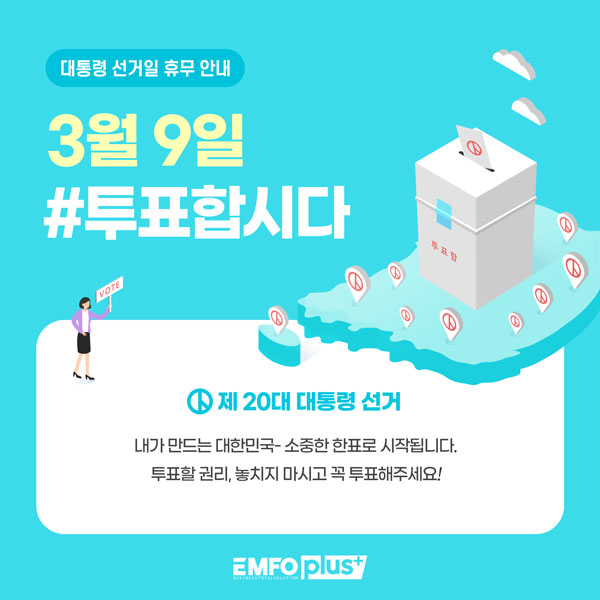 대통령 선거일 휴무 안내
3월 9일
#투표합시다
투표함
VOTE
제 20대 대통령 선거
내가 만드는 대한민국- 소중한 한표로 시작됩니다.
투표할 권리, 놓치지 마시고 꼭 투표해주세요!
EMFO plus+
BUSINESS TOTAL SOLUTION